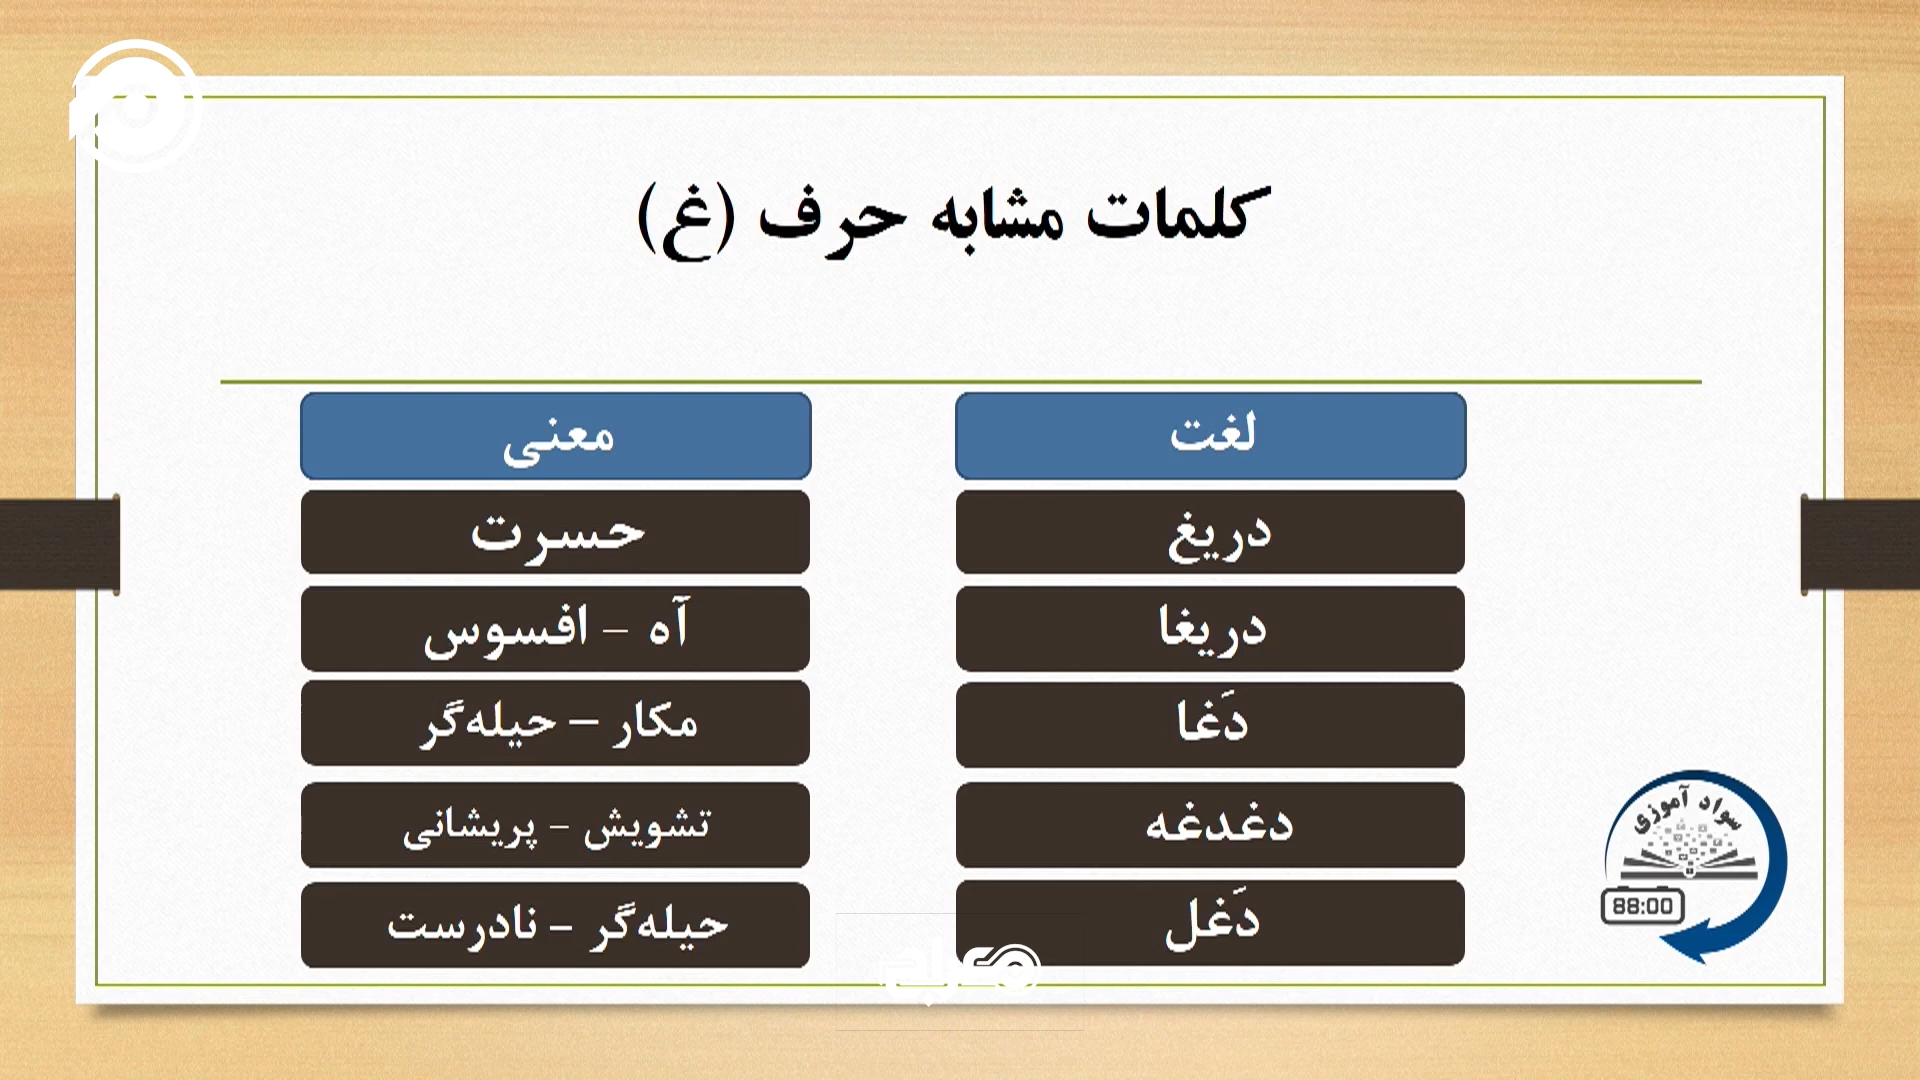 کلمات مشابه حرف (غ)
لغت
معنی
دریغ
حسرت
دریغا
آه – افسوس
دَغا
مکار – حیله‌گر
دغدغه
تشویش – پریشانی
دَغل
حیله‌گر – نادرست
سواد آموزی
88:00